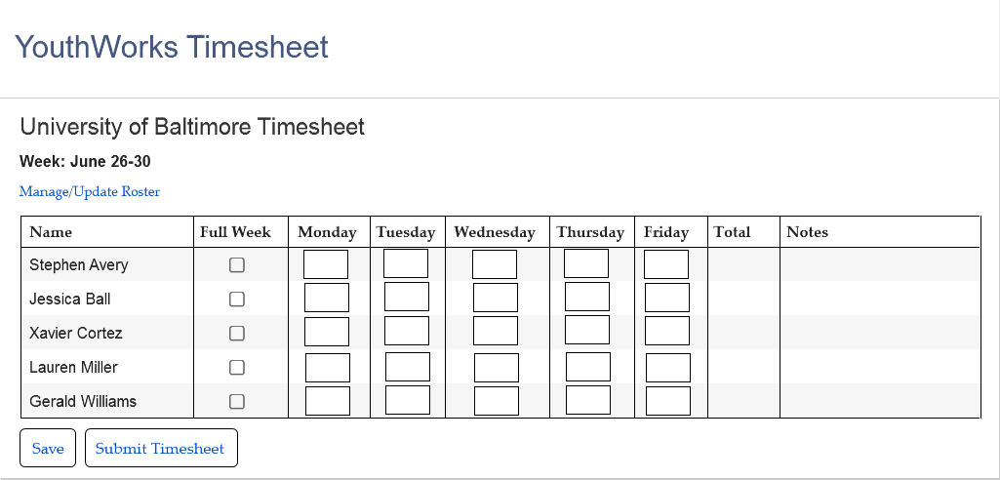 YouthWorks Timesheet
University of Baltimore Timesheet
Week: June 26-30
Manage/Update Roster
Name Full Week Monday Tuesday Wednesday Thursday Friday Total Notes
Stephen Avery
Jessica Ball
Xavier Cortez
Lauren Miller
Gerald Williams
Save Submit Timesheet